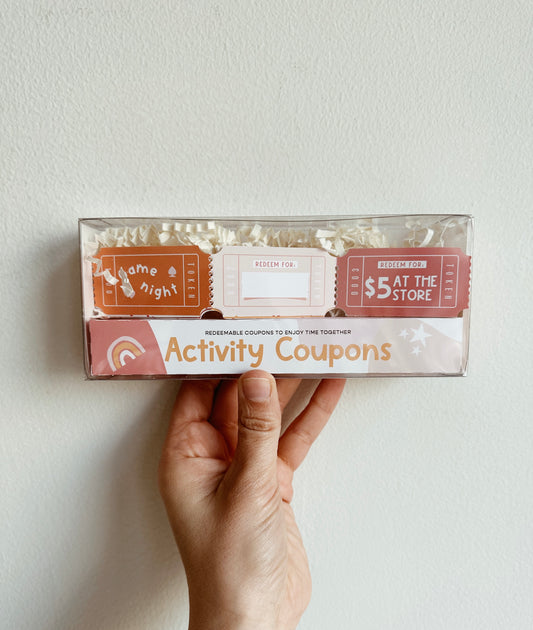 ame
night
REDEEM FOR:
REDEEM FOR:
GOOD
$5 AT THE
STORE
TOKEN
REDEEMABLE COUPONS TO ENJOY TIME TOGETHER
Activity Coupons